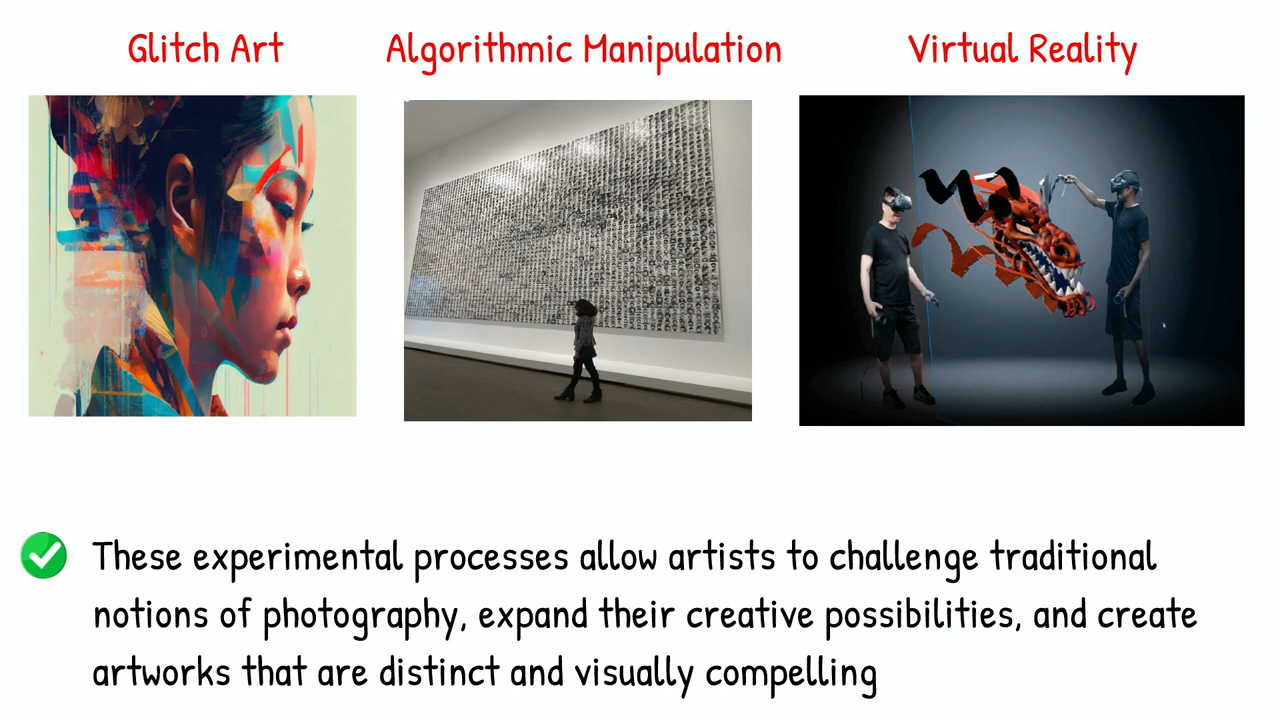 Glitch Art
Algorithmic Manipulation
Virtual Reality
These experimental processes allow artists to challenge traditional
notions of photography, expand their creative possibilities, and create
artworks that are distinct and visually compelling